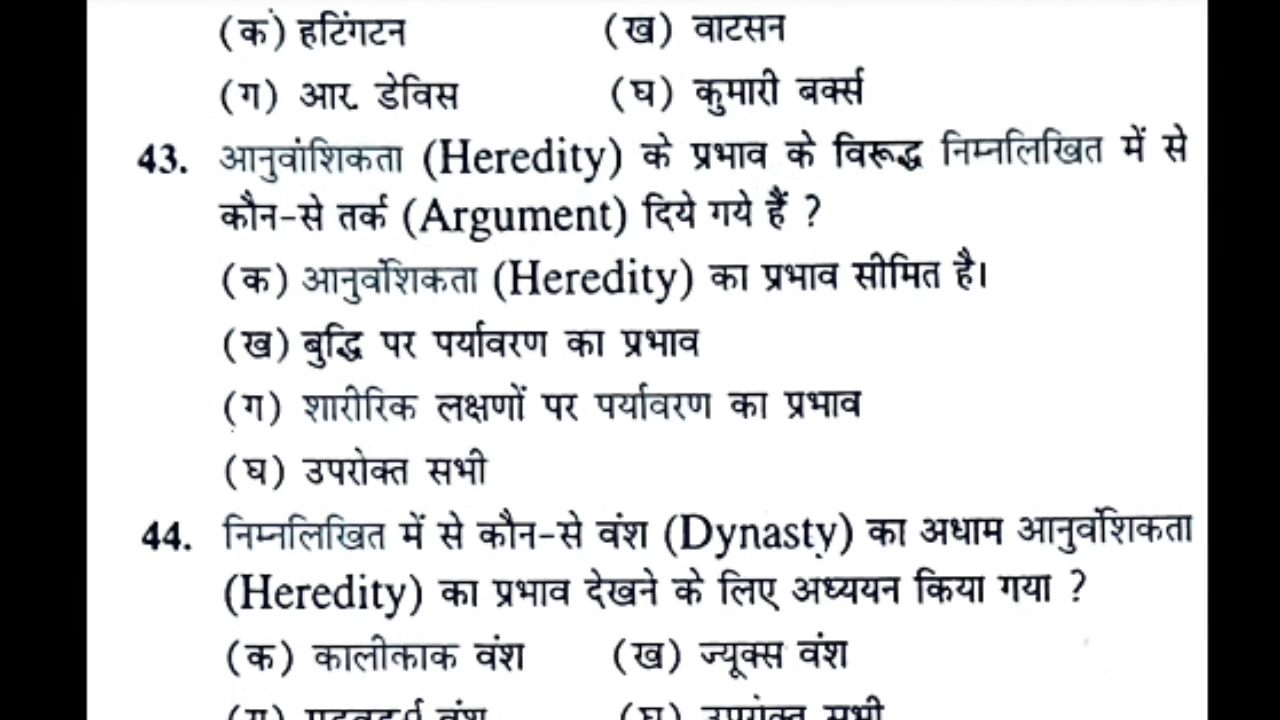 (क) हटिंगटन (ख) वाटसन
(ग) आर. डेविस (घ) कुमारी बर्क्स
43. आनुवांशिकता (Heredity) के प्रभाव के विरूद्ध निम्नलिखित में से
कौन-से तर्क (Argument) दिये गये हैं ?
(क) आनुवंशिकता (Heredity) का प्रभाव सीमित है।
(ख) बुद्धि पर पर्यावरण का प्रभाव
(ग) शारीरिक लक्षणों पर पर्यावरण का प्रभाव
(घ) उपरोक्त सभी
44. निम्नलिखित में से कौन-से वंश (Dynasty) का अधाम आनुवंशिकता
(Heredity) का प्रभाव देखने के लिए अध्ययन किया गया ?
(क) कालीकाक वंश (ख) ज्यूक्स वंश
(ग) वंश (घ) उपरोक्त सभी